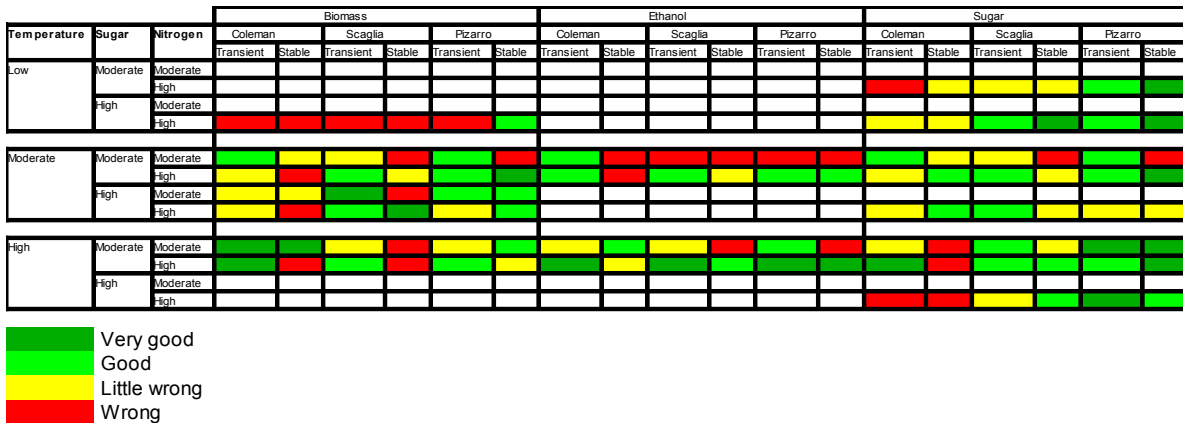 Biomass Ethanol Sugar
Temperature Sugar Nitrogen Coleman Scaglia Pizarro Coleman Scaglia Pizarro Coleman Scaglia Pizarro
Transient Stable Transient Stable Transient Stable Transient Stable Transient Stable Transient Stable Transient Stable Transient Stable Transient Stable
Low Moderate Moderate
High
High Moderate
High
Moderate Moderate Moderate
High
High Moderate
High
High Moderate Moderate
High
High Moderate
High
Very good
Good
Little wrong
Wrong